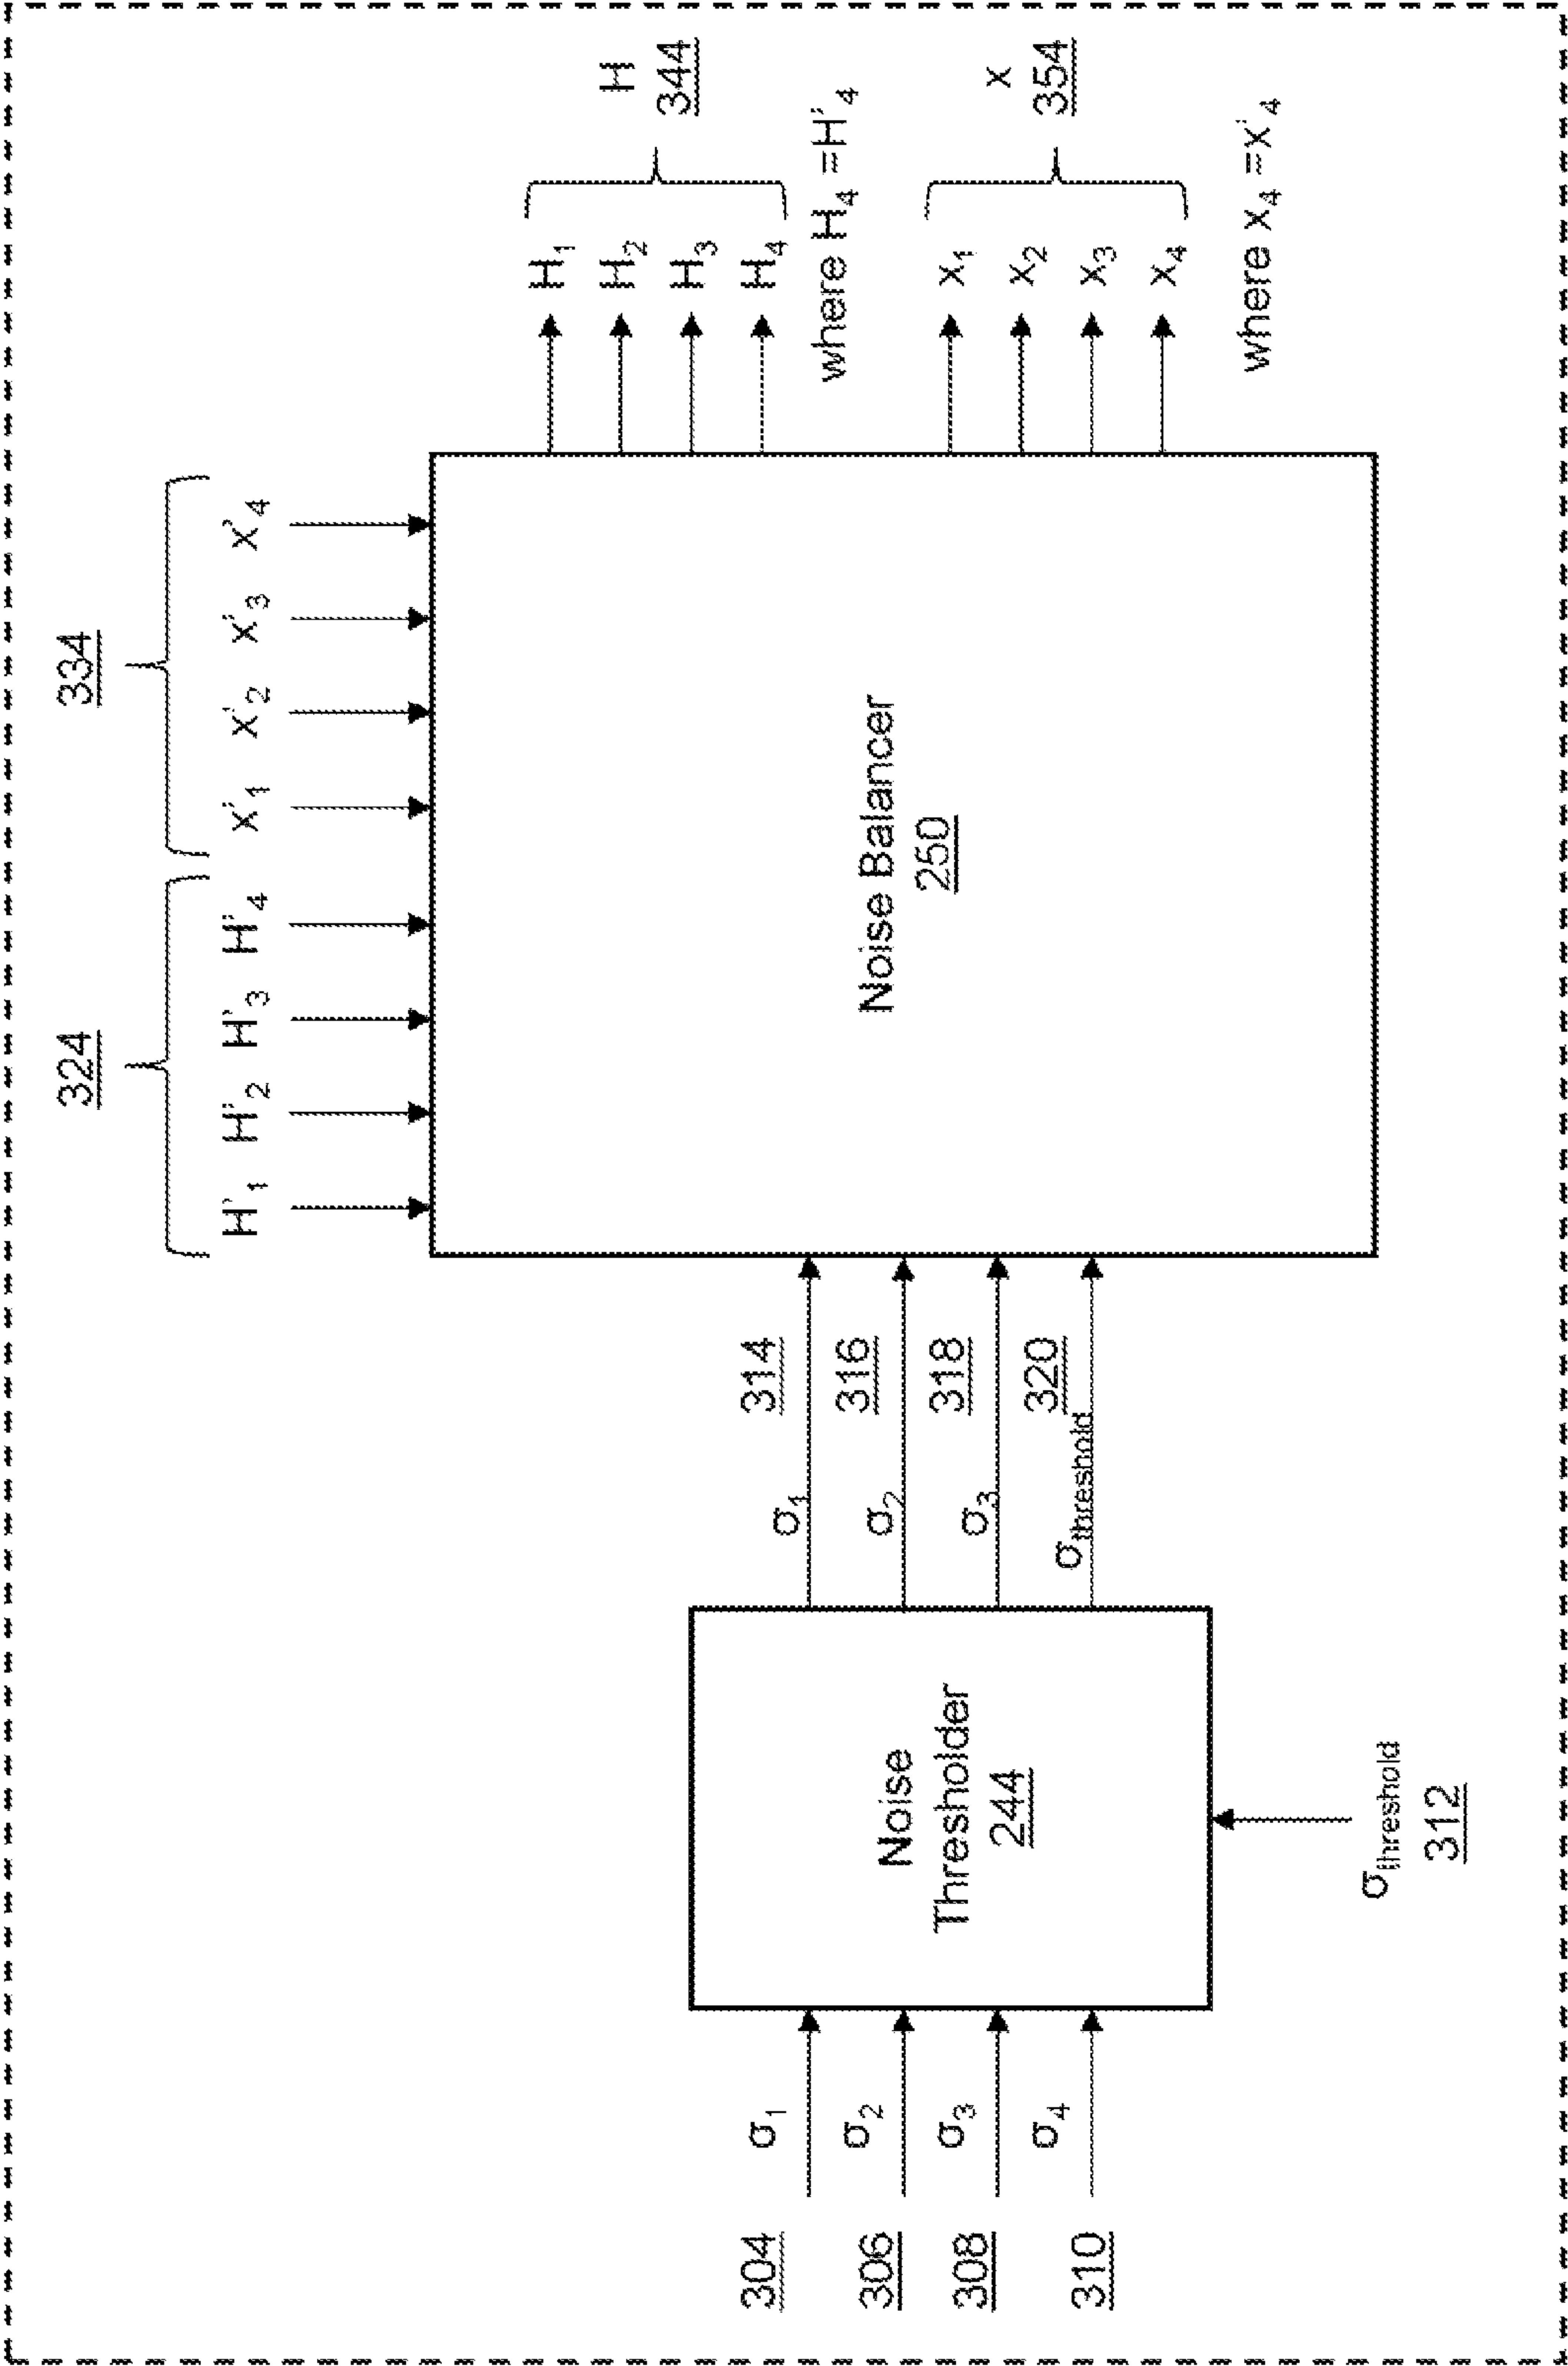 324
334
H'1 H'2 H'3 H'4 x'1 x'2 x'3 x'4
304 σ1
306 σ2
308 σ3
310 σ4
Noise
Thresholder
244
σthreshold
312
σ1 314
σ2 316
σ3 318
σthreshold 320
Noise Balancer
250
H1
H2
H3
H4
H
344
where H4 =H'4
x1
x2
x3
x4
x
354
where x4 =x'4